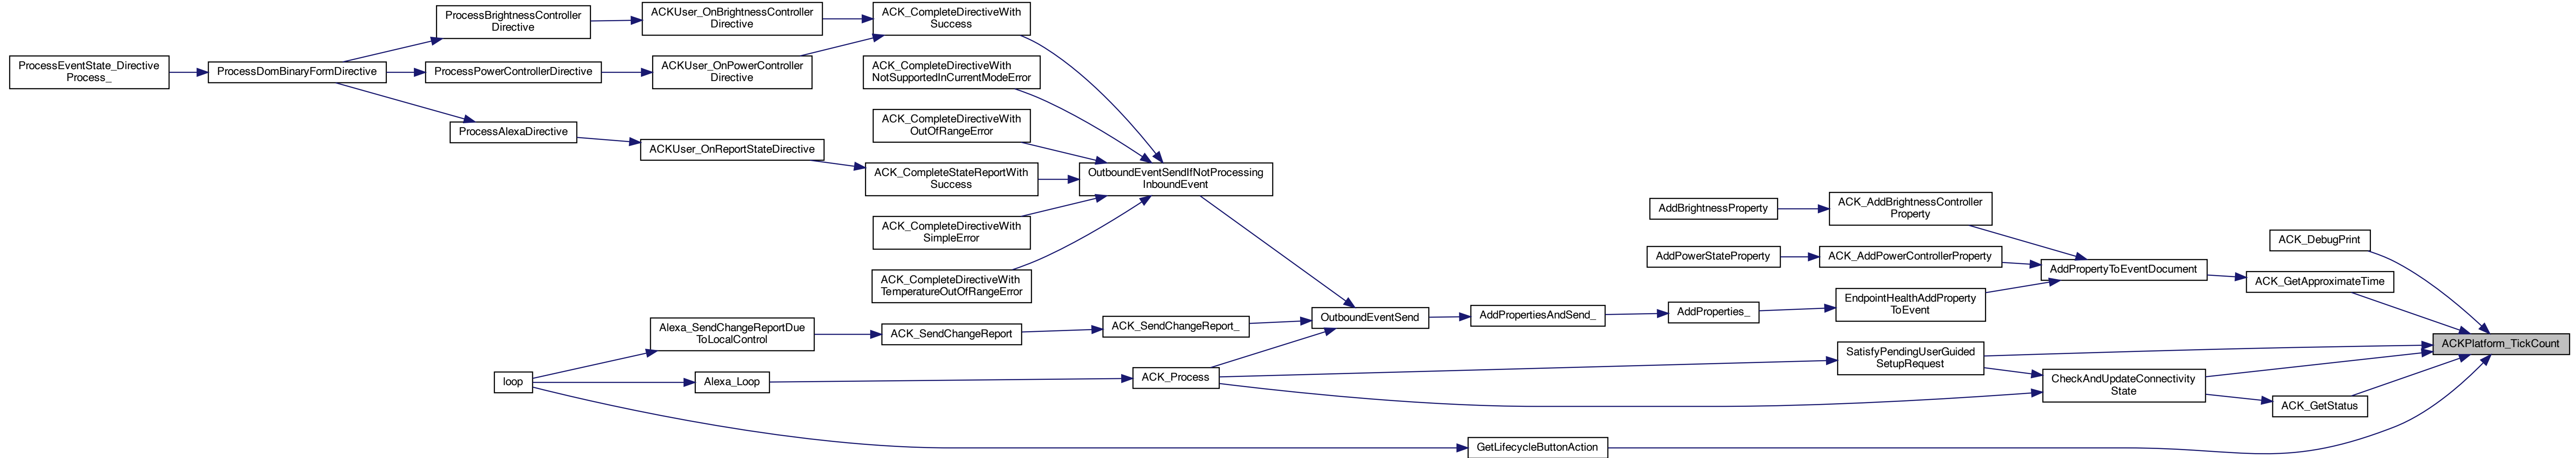 ProcessEventState_Directive
Process_
ProcessDomBinaryFormDirective
ProcessBrightnessController
Directive
ProcessPowerControllerDirective
ProcessAlexaDirective
ACKUser_OnBrightnessController
Directive
ACKUser_OnPowerController
Directive
ACKUser_OnReportStateDirective
ACK_CompleteDirectiveWith
Success
ACK_CompleteDirectiveWith
NotSupportedInCurrentModeError
ACK_CompleteDirectiveWith
OutOfRangeError
ACK_CompleteStateReportWith
Success
ACK_CompleteDirectiveWith
SimpleError
ACK_CompleteDirectiveWith
TemperatureOutOfRangeError
OutboundEventSendIfNotProcessing
InboundEvent
loop
Alexa_SendChangeReportDue
ToLocalControl
Alexa_Loop
ACK_SendChangeReport
ACK_SendChangeReport_
ACK_Process
OutboundEventSend
AddPropertiesAndSend_
GetLifecycleButtonAction
AddBrightnessProperty
AddPowerStateProperty
AddProperties_
ACK_AddBrightnessController
Property
ACK_AddPowerControllerProperty
EndpointHealthAddProperty
ToEvent
SatisfyPendingUserGuided
SetupRequest
AddPropertyToEventDocument
CheckAndUpdateConnectivity
State
ACK_DebugPrint
ACK_GetApproximateTime
ACK_GetStatus
ACKPlatform_TickCount